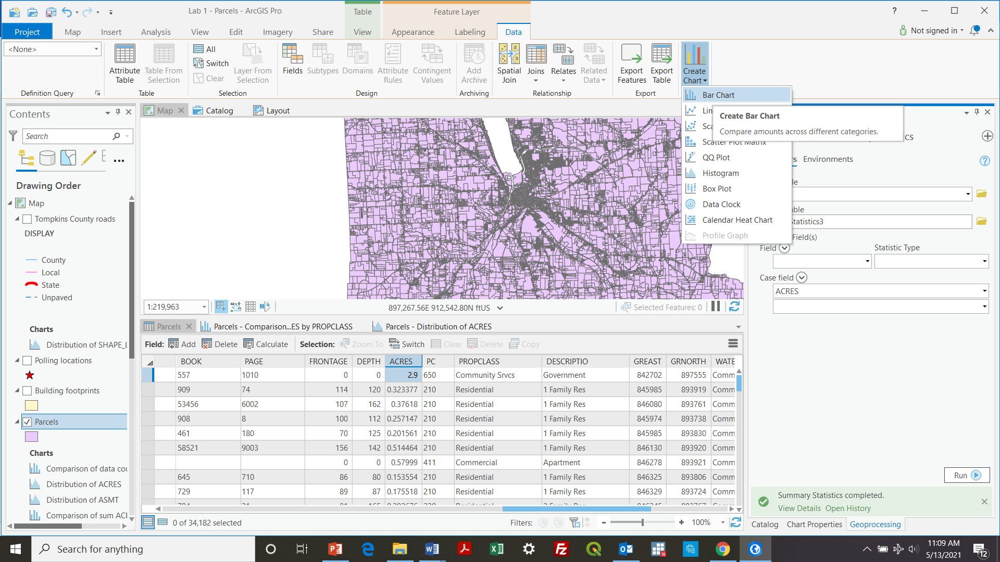 Lab 1 - Parcels - ArcGIS Pro
Table
Feature Layer
?
Project
Map
Insert
Analysis
View
Edit
Imagery
Share
View
Appearance
Labeling
Data
Not signed in
<None>
Definition Query
Attribute Table
Table From Selection
Table
All
Switch
Clear
Layer From Selection
Selection
Fields
Subtypes
Domains
Attribute Rules
Contingent Values
Design
Add Archive
Archiving
Spatial Join
Joins
Relates
Related Data
Relationship
Export Features
Export Table
Export
Create Chart
Bar Chart
Lin
Sca
Scatter Plot Matrix
QQ Plot
Histogram
Box Plot
Data Clock
Calendar Heat Chart
Profile Graph
Create Bar Chart
Compare amounts across different categories.
Contents
Search
Drawing Order
Map
Tompkins County roads
DISPLAY
County
Local
State
Unpaved
Charts
Distribution of SHAPE_L
Polling locations
Building footprints
Parcels
Charts
Comparison of data cou
Distribution of ACRES
Distribution of ASMT
Comparison of sum ACR
Map
Catalog
Layout
1:219,963
897,267.56E 912,542.80N ftUS
Selected Features: 0
Parcels
Parcels - Comparison...ES by PROPCLASS
Parcels - Distribution of ACRES
Field: Add Delete Calculate Selection: Zoom To Switch Clear Delete Copy
BOOK PAGE FRONTAGE DEPTH ACRES PC PROPCLASS DESCRIPTIO GREAST GRNORTH WATE
557 1010 0 0 2.9 650 Community Srvcs Government 842702 897555 Comm
909 74 114 120 0.323377 210 Residential 1 Family Res 845985 893919 Comm
53456 6002 107 162 0.37618 210 Residential 1 Family Res 846080 893761 Comm
908 8 100 112 0.257147 210 Residential 1 Family Res 845974 893738 Comm
461 180 70 125 0.201561 210 Residential 1 Family Res 845985 893830 Comm
58521 9003 156 142 0.514464 210 Residential 1 Family Res 846130 893920 Comm
0 0 0.57999 411 Commercial Apartment 846278 893921 Comm
645 710 86 80 0.153554 210 Residential 1 Family Res 846325 893806 Comm
729 117 89 87 0.175518 210 Residential 1 Family Res 846329 893724 Comm
0 of 34,182 selected
Filters:
100%
CS
rs
Environments
le
able
tatistics3
Field(s)
Field
Statistic Type
Case field
ACRES
Run
Summary Statistics completed.
View Details Open History
Catalog
Chart Properties
Geoprocessing
Search for anything
16
11:09 AM
5/13/2021
12